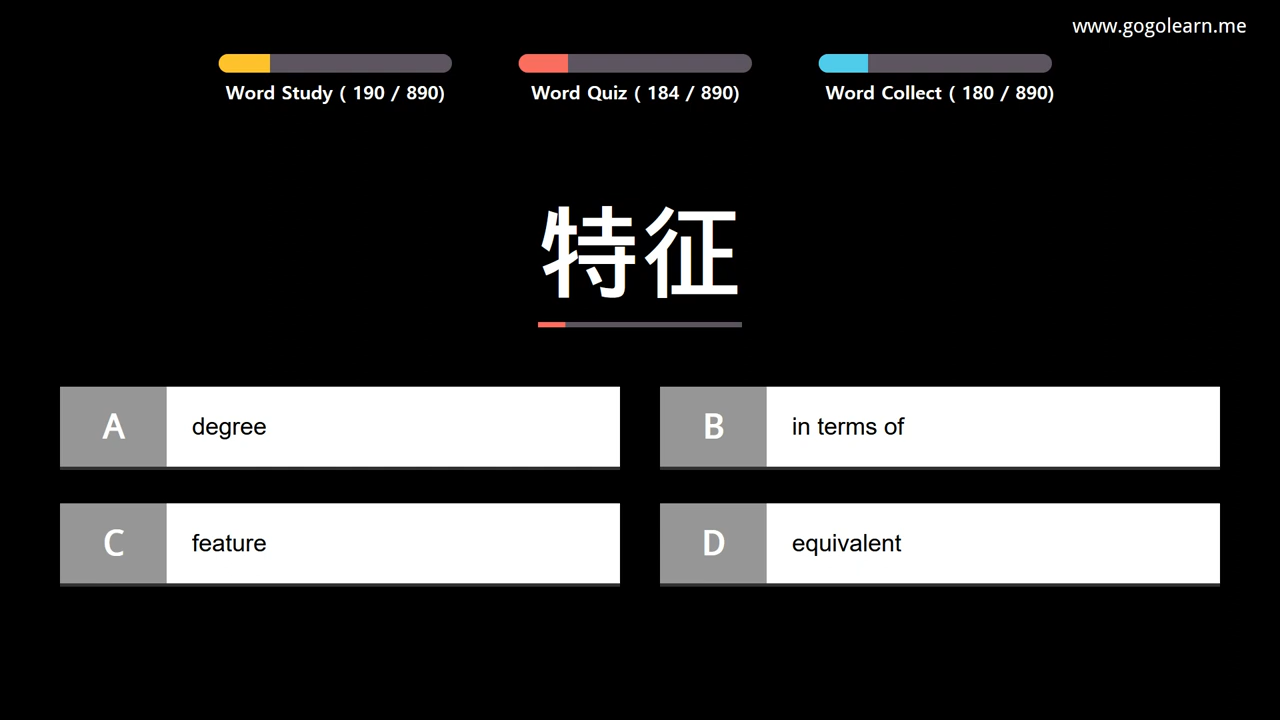 www.gogolearn.me
Word Study ( 190 / 890)
Word Quiz ( 184 / 890)
Word Collect ( 180 / 890)
特征
A degree
B in terms of
C feature
D equivalent